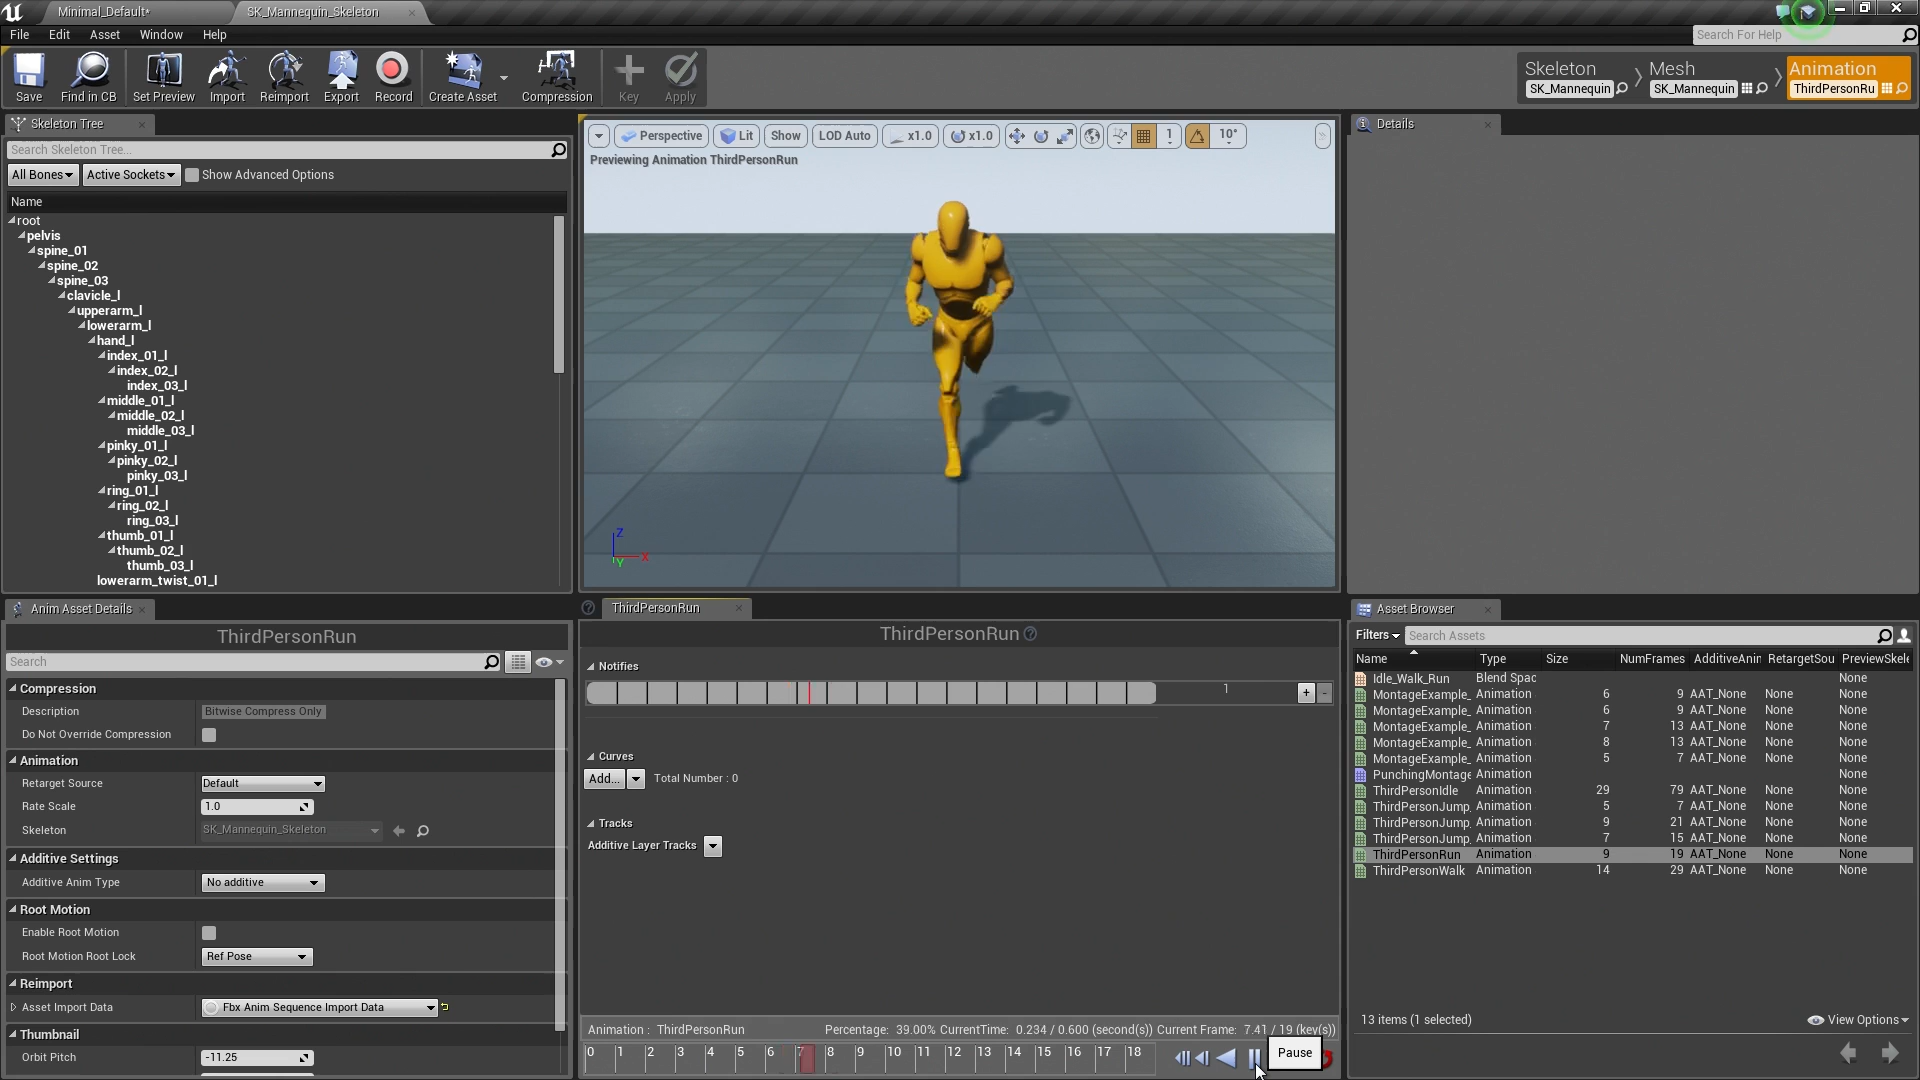 Minimal_Default*
SK_Mannequin_Skeleton
File Edit Asset Window Help
Search For Help
Save
Find in CB
Set Preview
Import
Reimport
Export
Record
Create Asset
Compression
Key
Apply
Skeleton
SK_Mannequin
Mesh
SK_Mannequin
Animation
ThirdPersonRu
Skeleton Tree
Search Skeleton Tree...
All Bones Active Sockets Show Advanced Options
Name
root
pelvis
spine_01
spine_02
spine_03
clavicle_l
upperarm_l
lowerarm_l
hand_l
index_01_l
index_02_l
index_03_l
middle_01_l
middle_02_l
middle_03_l
pinky_01_l
pinky_02_l
pinky_03_l
ring_01_l
ring_02_l
ring_03_l
thumb_01_l
thumb_02_l
thumb_03_l
lowerarm_twist_01_l
Perspective Lit Show LOD Auto x1.0 x1.0 1 10°
Previewing Animation ThirdPersonRun
Z
X
Y
Details
Anim Asset Details
ThirdPersonRun
Search
Compression
Description Bitwise Compress Only
Do Not Override Compression
Animation
Retarget Source Default
Rate Scale 1.0
Skeleton SK_Mannequin_Skeleton
Additive Settings
Additive Anim Type No additive
Root Motion
Enable Root Motion
Root Motion Root Lock Ref Pose
Reimport
Asset Import Data Fbx Anim Sequence Import Data
Thumbnail
Orbit Pitch -11.25
ThirdPersonRun
ThirdPersonRun
Notifies
1 + -
Curves
Add... Total Number : 0
Tracks
Additive Layer Tracks
Animation : ThirdPersonRun Percentage: 39.00% CurrentTime: 0.234 / 0.600 (second(s)) Current Frame: 7.41 / 19 (key(s))
0 1 2 3 4 5 6 7 8 9 10 11 12 13 14 15 16 17 18
Pause
Asset Browser
Filters Search Assets
Name Type Size NumFrames AdditiveAnim RetargetSou PreviewSkele
Idle_Walk_Run Blend Spac None
MontageExample_ Animation 6 9 AAT_None None None
MontageExample_ Animation 6 9 AAT_None None None
MontageExample_ Animation 7 13 AAT_None None None
MontageExample_ Animation 8 13 AAT_None None None
MontageExample_ Animation 5 7 AAT_None None None
PunchingMontage Animation None
ThirdPersonIdle Animation 29 79 AAT_None None None
ThirdPersonJump_ Animation 5 7 AAT_None None None
ThirdPersonJump_ Animation 9 21 AAT_None None None
ThirdPersonJump_ Animation 7 15 AAT_None None None
ThirdPersonRun Animation 9 19 AAT_None None None
ThirdPersonWalk Animation 14 29 AAT_None None None
13 items (1 selected)
View Options